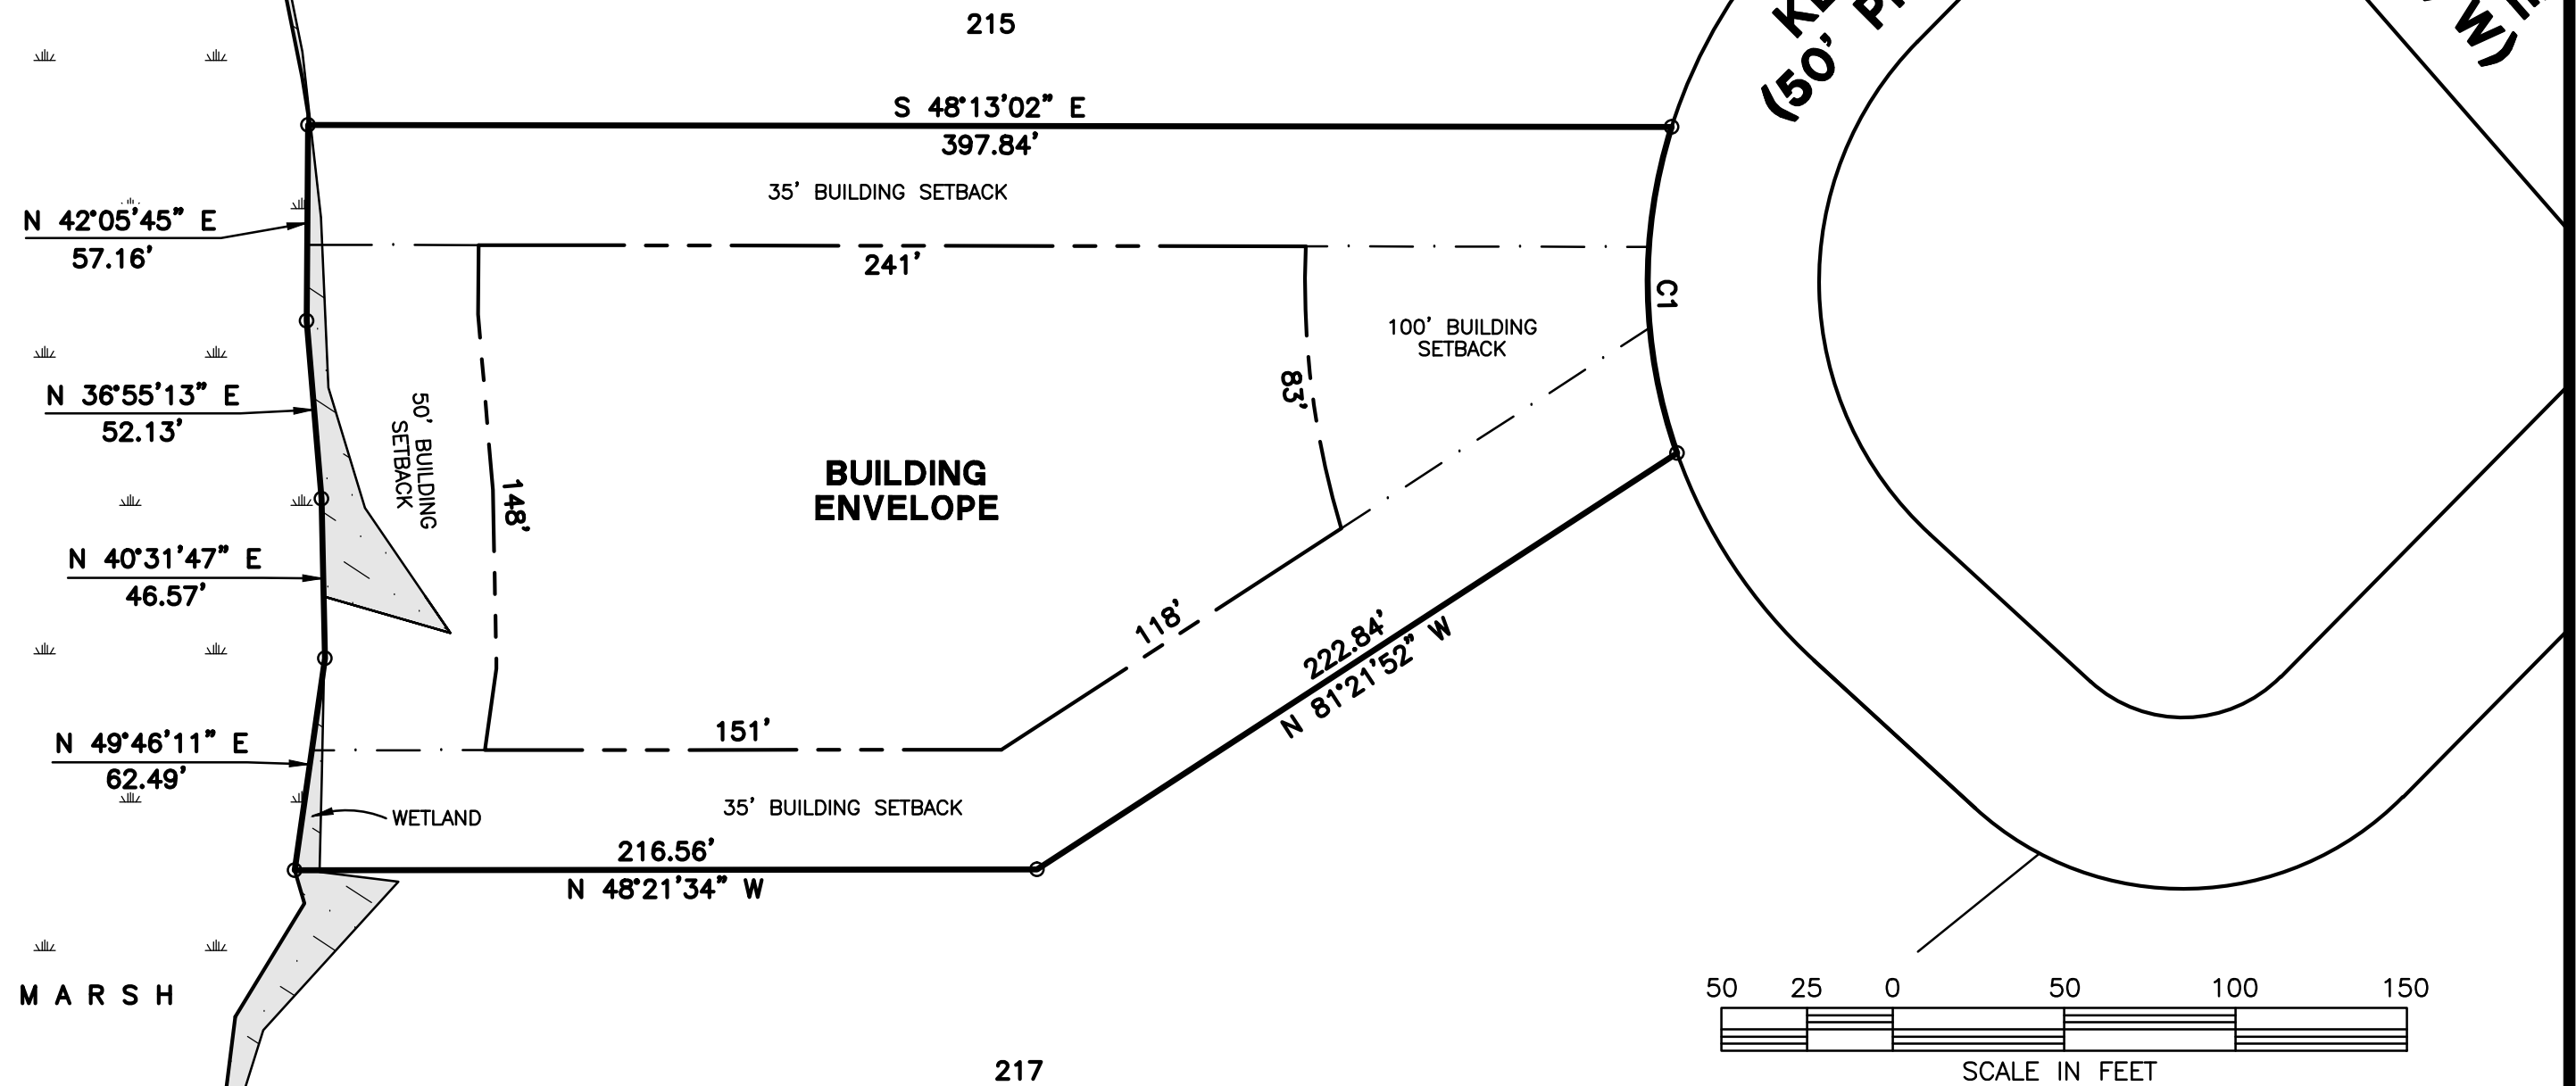 215
S 48°13'02" E
397.84'
(50'
W)
35' BUILDING SETBACK
N 42°05'45" E
57.16'
241'
C1
100' BUILDING
SETBACK
83'
N 36°55'13" E
52.13'
50' BUILDING
SETBACK
148'
BUILDING
ENVELOPE
N 40°31'47" E
46.57'
118'
222.84'
N 81°21'52" W
N 49°46'11" E
62.49'
151'
35' BUILDING SETBACK
WETLAND
216.56'
N 48°21'34" W
MARSH
50 25 0 50 100 150
SCALE IN FEET
217